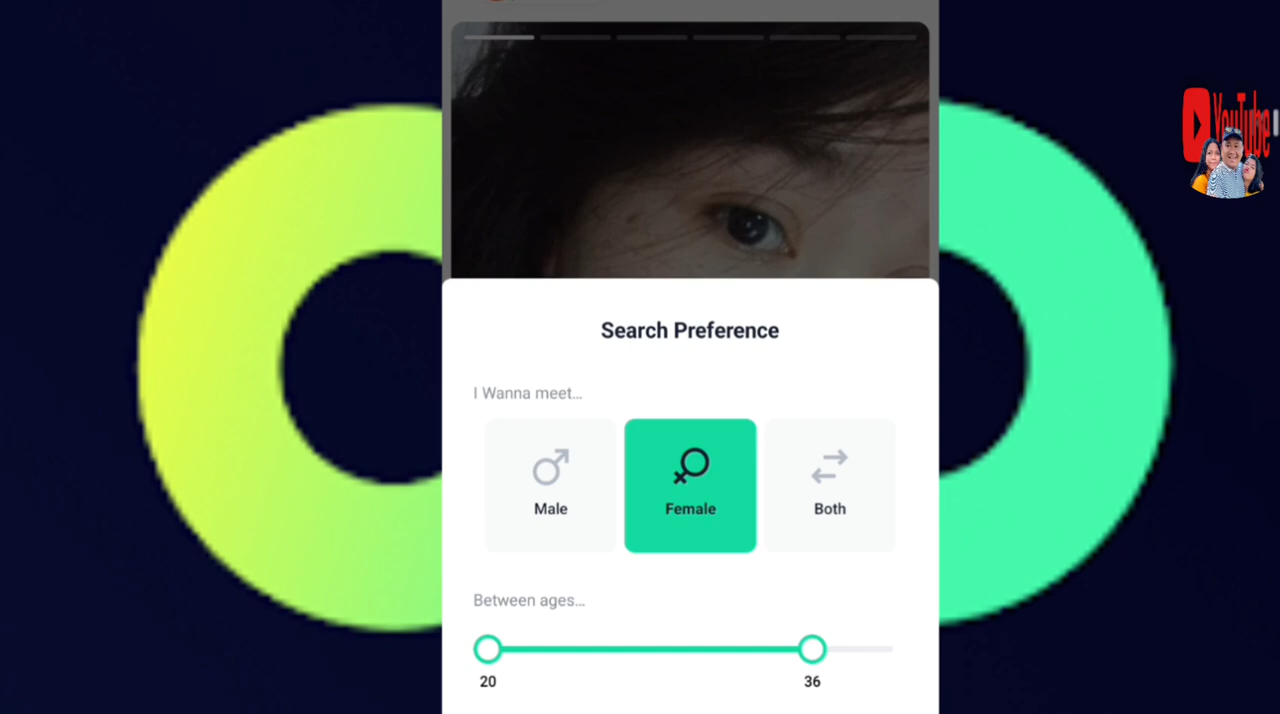 YouTube
Search Preference
I Wanna meet...
Male
Female
Both
Between ages...
20
36